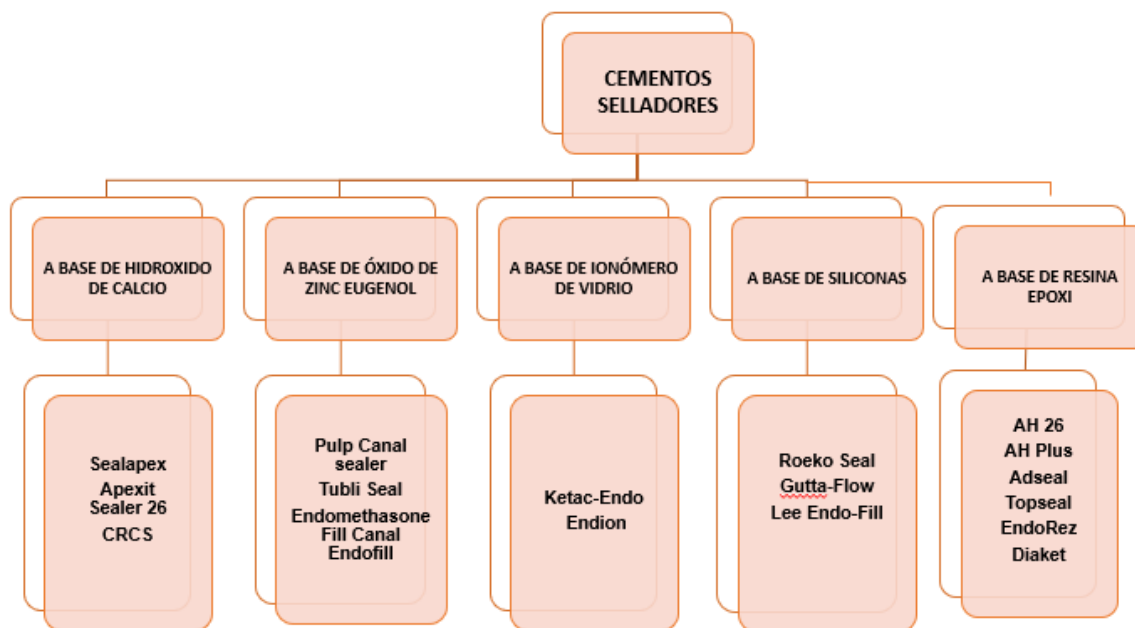 CEMENTOS
SELLADORES
A BASE DE HIDROXIDO
DE CALCIO
A BASE DE ÓXIDO DE
ZINC EUGENOL
A BASE DE IONÓMERO
DE VIDRIO
A BASE DE SILICONAS
A BASE DE RESINA
EPOXI
Sealapex
Apexit
Sealer 26
CRCS
Pulp Canal
sealer
Tubli Seal
Endomethasone
Fill Canal
Endofill
Ketac-Endo
Endion
Roeko Seal
Gutta-Flow
Lee Endo-Fill
AH 26
AH Plus
Adseal
Topseal
EndoRez
Diaket